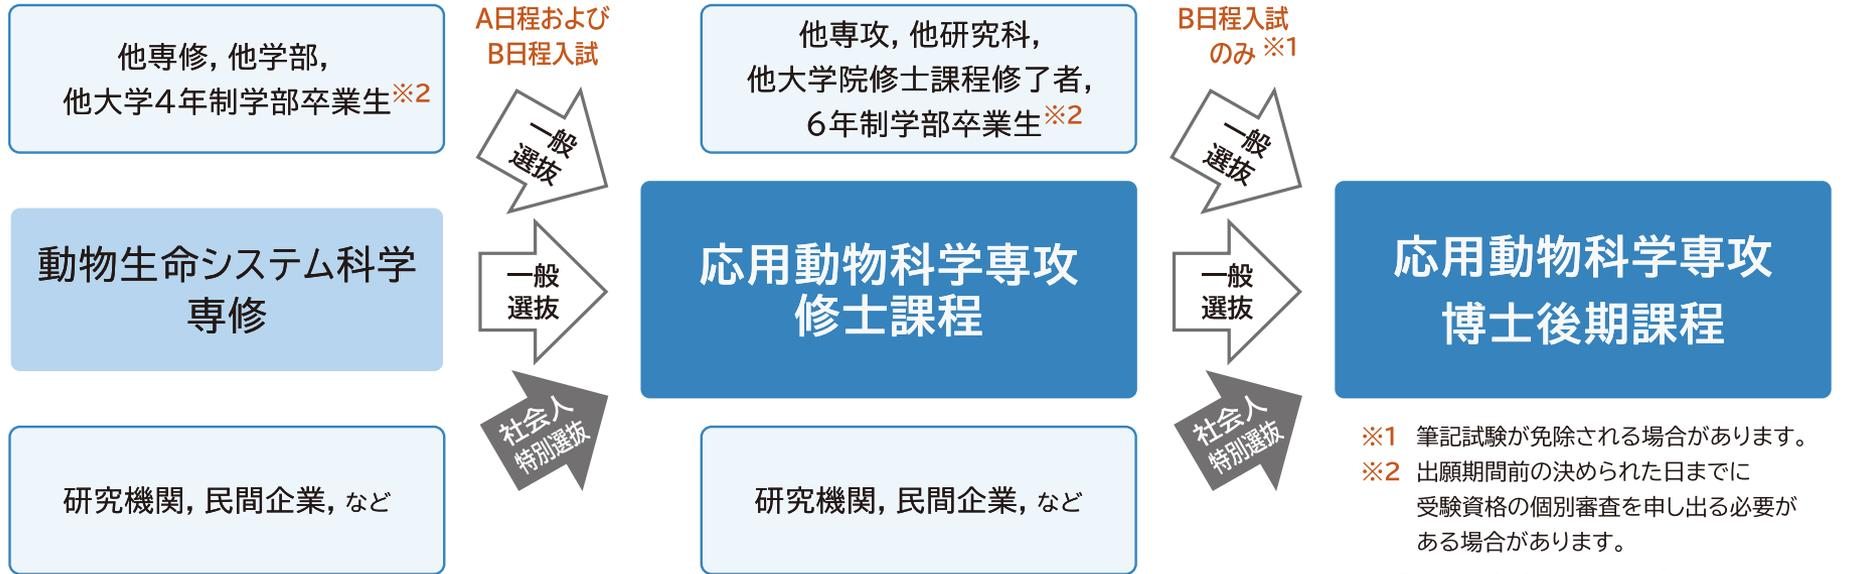 他専修, 他学部,
他大学4年制学部卒業生※2
A日程および
B日程入試
一般
選抜
動物生命システム科学
専修
一般
選抜
研究機関, 民間企業, など
社会人
特別選抜
他専攻, 他研究科,
他大学院修士課程修了者,
6年制学部卒業生※2
応用動物科学専攻
修士課程
研究機関, 民間企業, など
B日程入試
のみ※1
一般
選抜
一般
選抜
社会人
特別選抜
応用動物科学専攻
博士後期課程
※1 筆記試験が免除される場合があります。
※2 出願期間前の決められた日までに
受験資格の個別審査を申し出る必要が
ある場合があります。